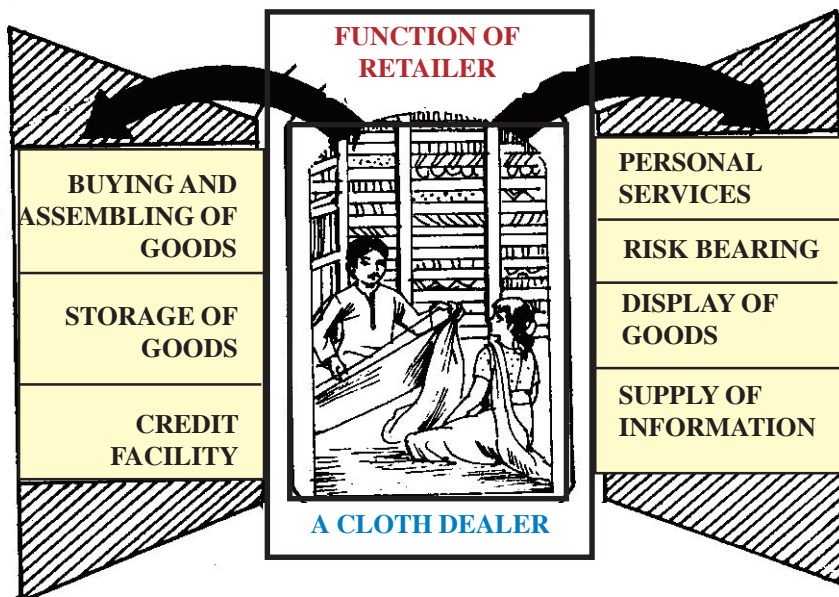 FUNCTION OF
RETAILER
BUYING AND
ASSEMBLING OF
GOODS
STORAGE OF
GOODS
CREDIT
FACILITY
PERSONAL
SERVICES
RISK BEARING
DISPLAY OF
GOODS
SUPPLY OF
INFORMATION
A CLOTH DEALER